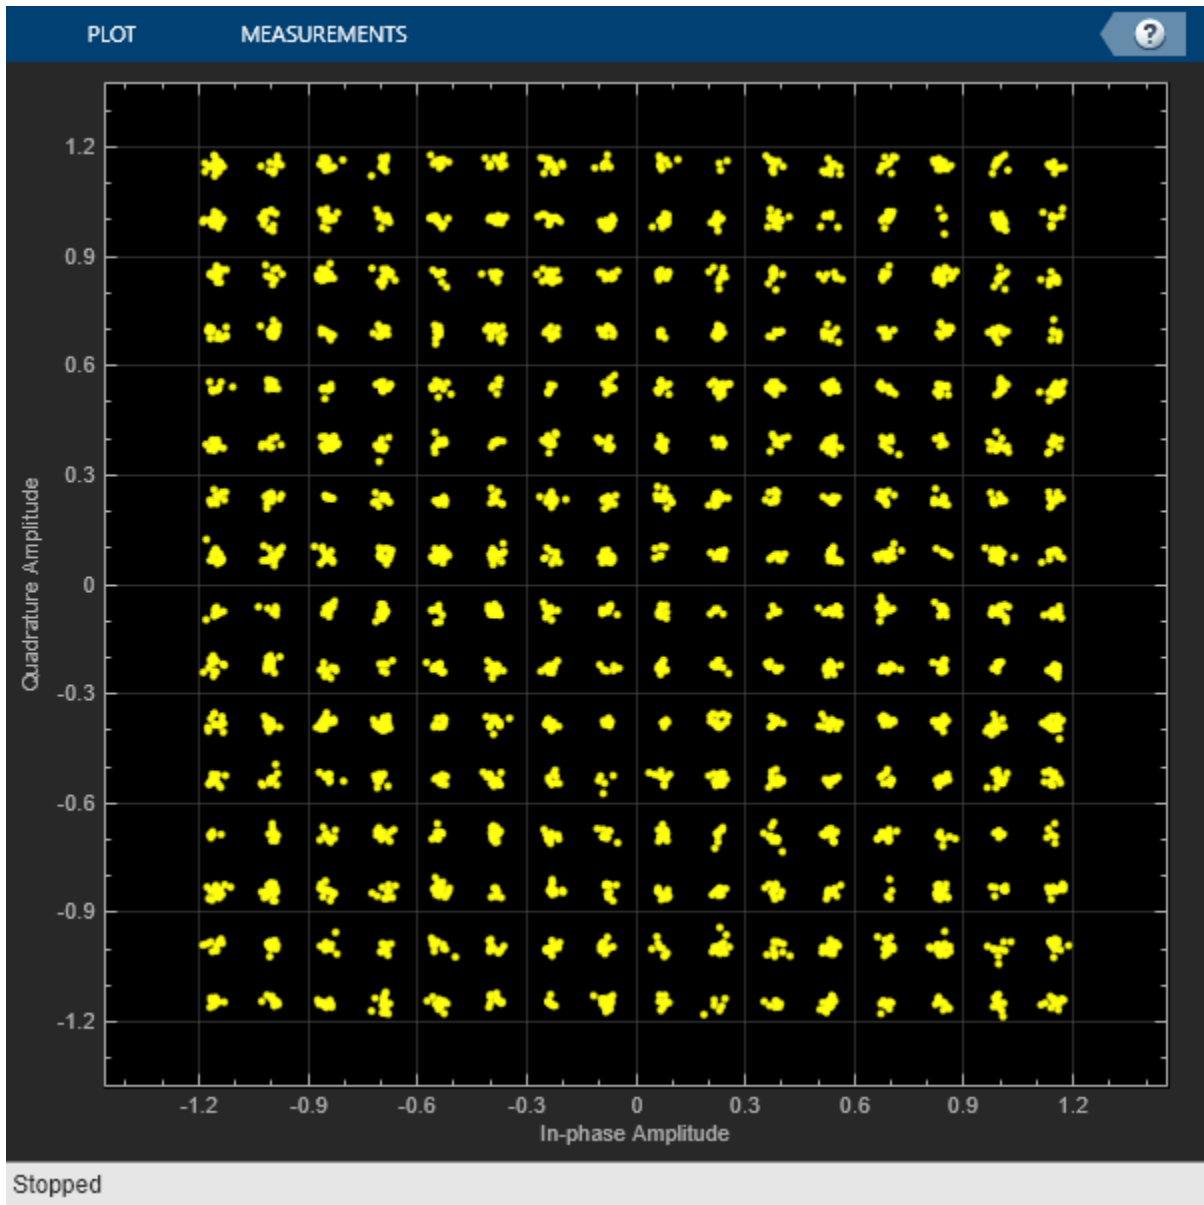 PLOT MEASUREMENTS ?
1.2
0.9
0.6
0.3
0
-0.3
-0.6
-0.9
-1.2
Quadrature Amplitude
-1.2 -0.9 -0.6 -0.3 0 0.3 0.6 0.9 1.2
In-phase Amplitude
Stopped